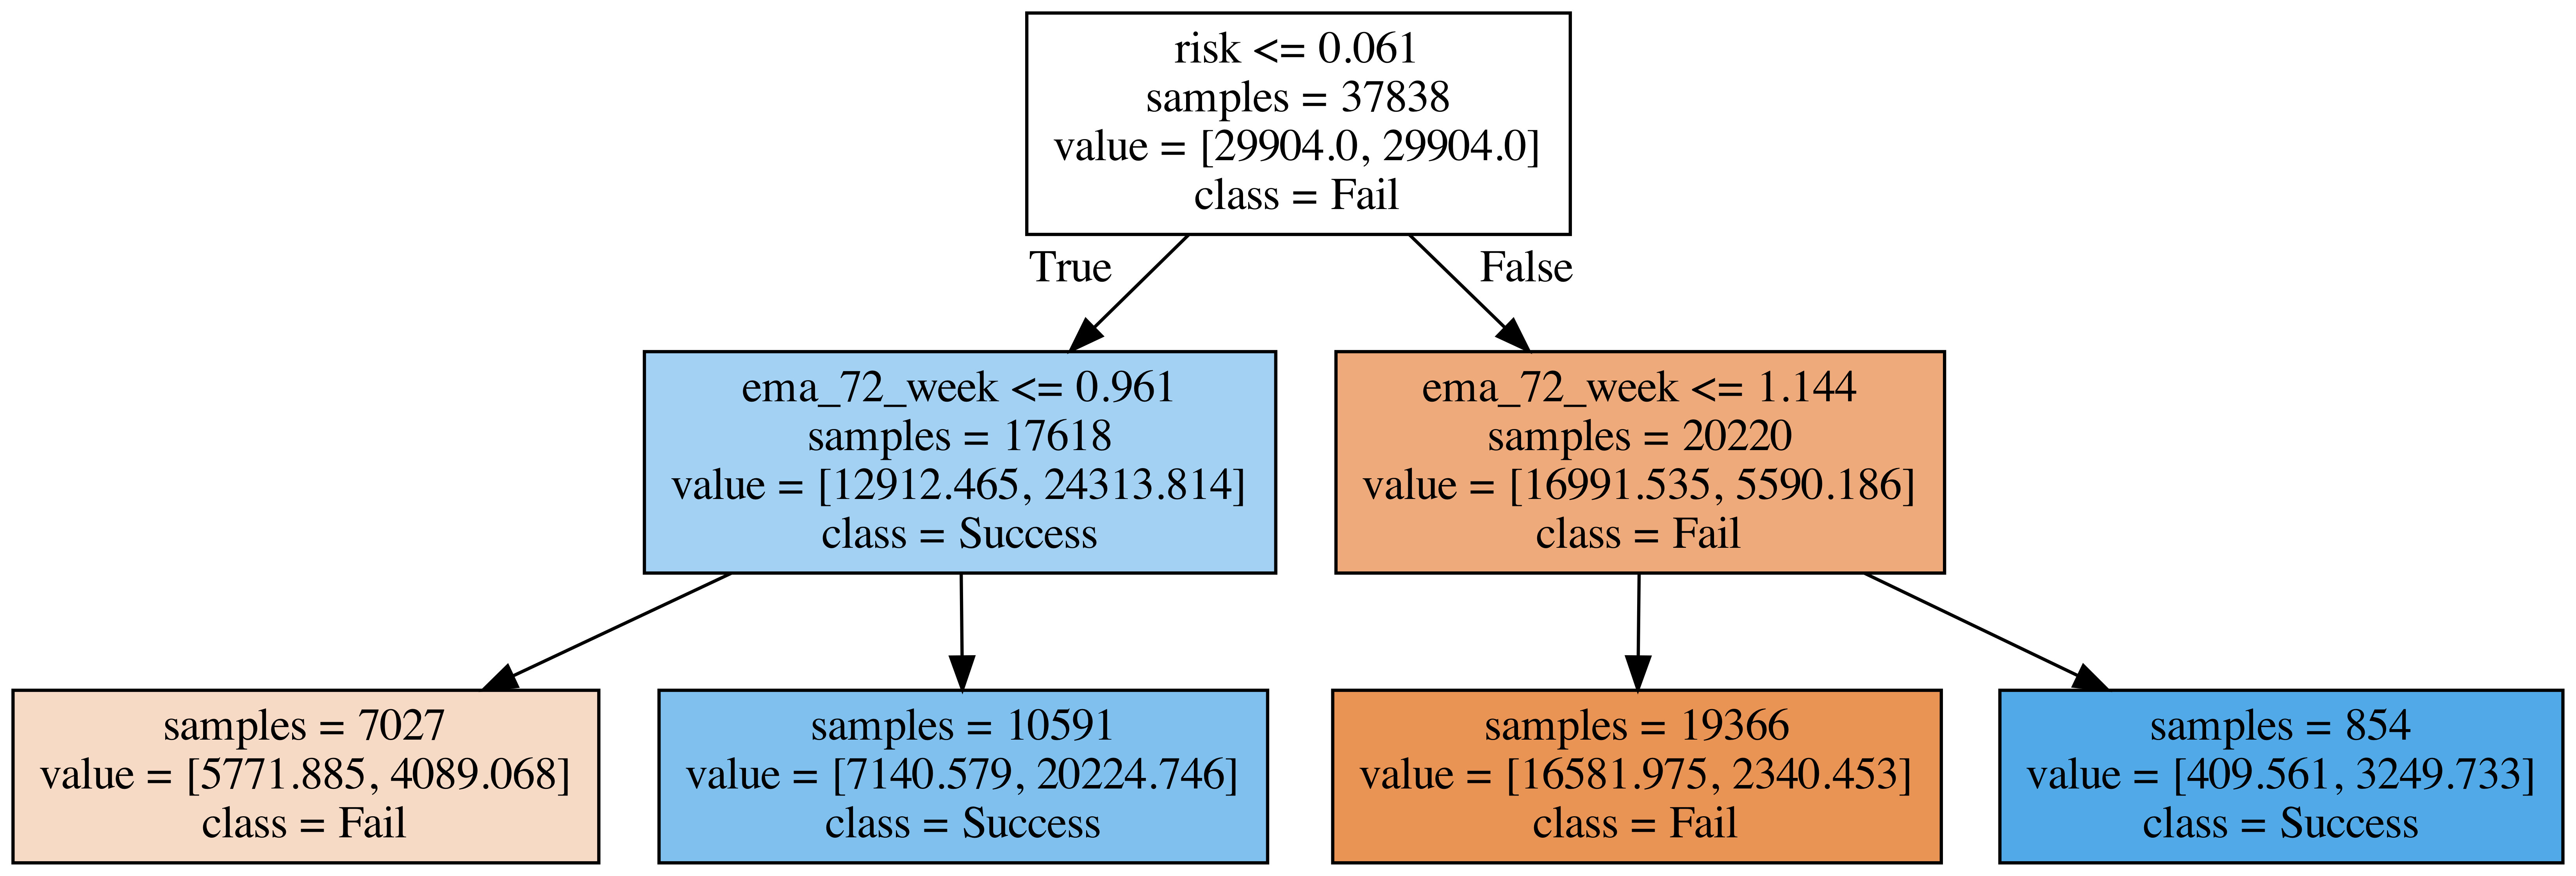 risk <= 0.061
samples = 37838
value = [29904.0, 29904.0]
class = Fail
True
False
ema_72_week <= 0.961
samples = 17618
value = [12912.465, 24313.814]
class = Success
ema_72_week <= 1.144
samples = 20220
value = [16991.535, 5590.186]
class = Fail
samples = 7027
value = [5771.885, 4089.068]
class = Fail
samples = 10591
value = [7140.579, 20224.746]
class = Success
samples = 19366
value = [16581.975, 2340.453]
class = Fail
samples = 854
value = [409.561, 3249.733]
class = Success